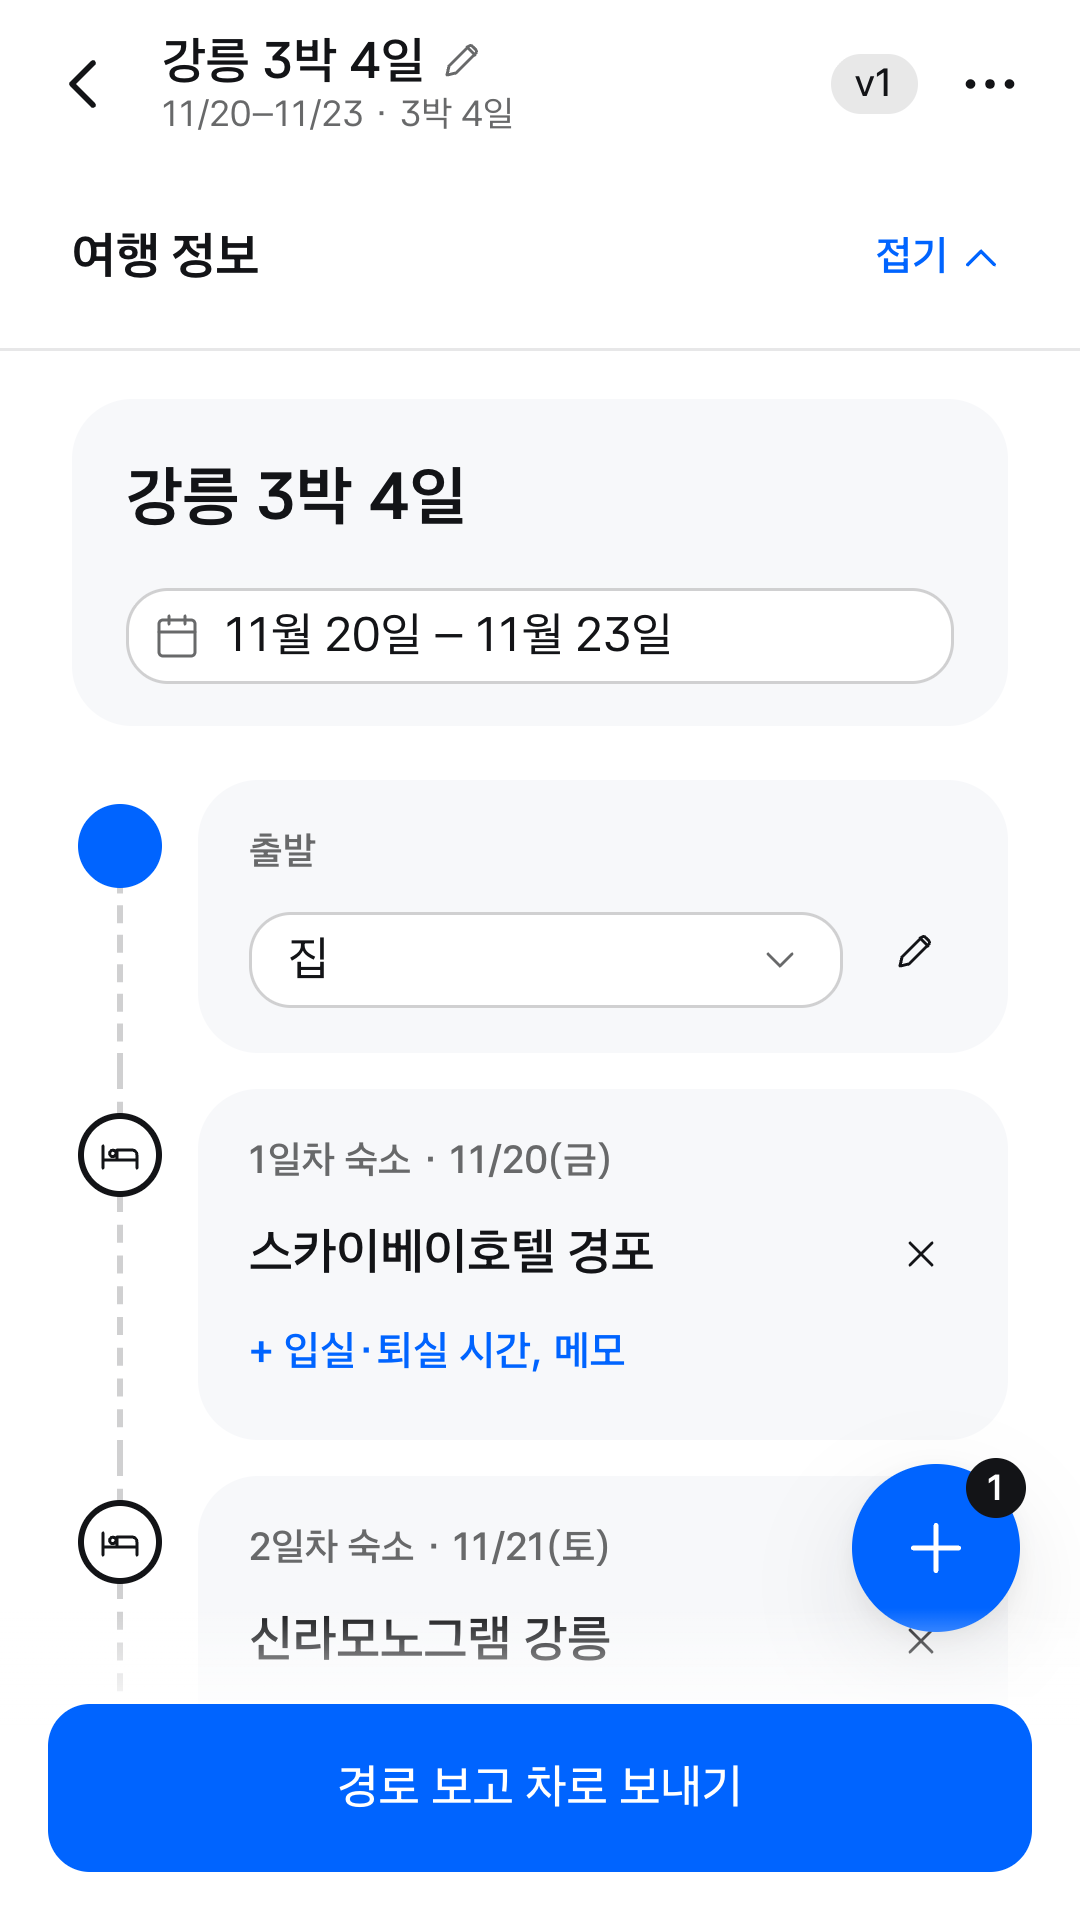 강릉 3박 4일
11/20–11/23 · 3박 4일
v1
여행 정보
접기
강릉 3박 4일
11월 20일 – 11월 23일
출발
집
1일차 숙소 · 11/20(금)
스카이베이호텔 경포
+ 입실·퇴실 시간, 메모
1
2일차 숙소 · 11/21(토)
신라모노그램 강릉
경로 보고 차로 보내기